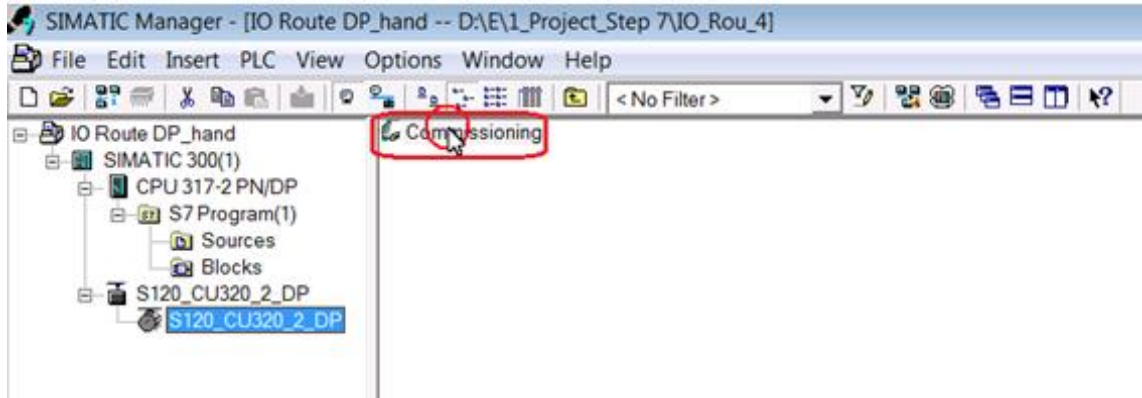 SIMATIC Manager - [IO Route DP_hand -- D:\E\1_Project_Step 7\IO_Rou_4]
File Edit Insert PLC View Options Window Help
< No Filter >
IO Route DP_hand
SIMATIC 300(1)
CPU 317-2 PN/DP
S7 Program(1)
Sources
Blocks
S120_CU320_2_DP
S120_CU320_2_DP
Commissioning